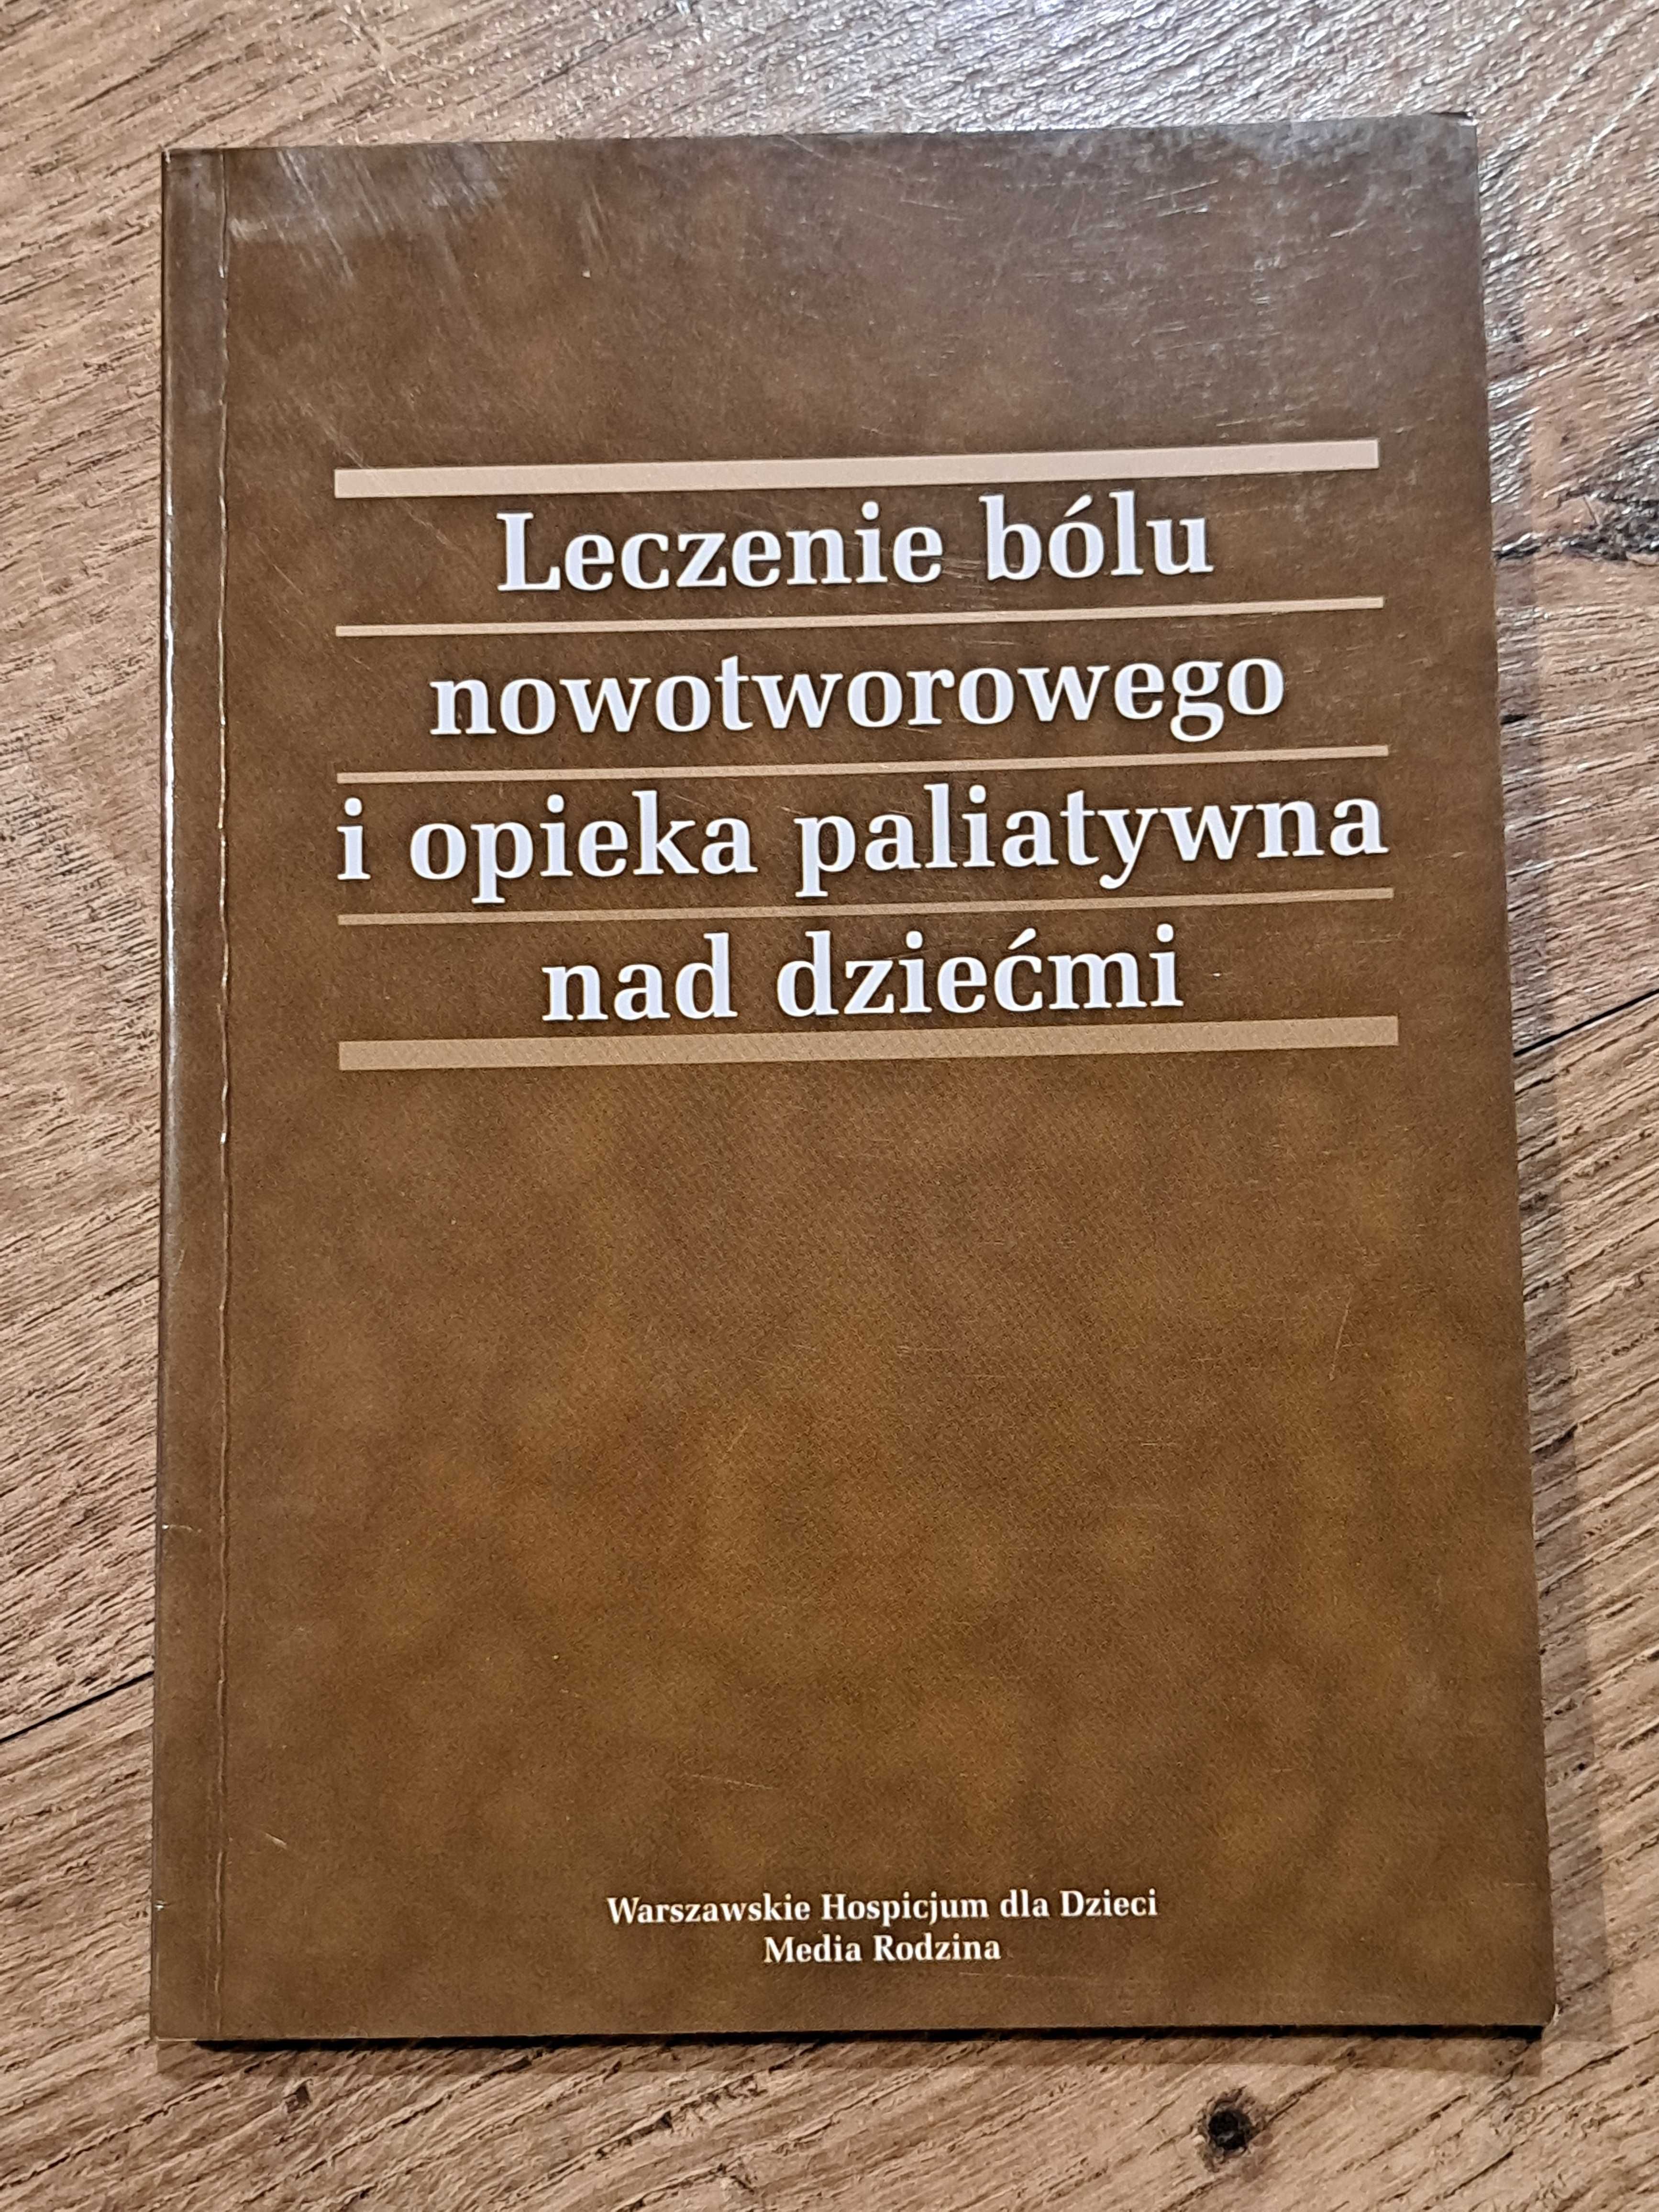 Leczenie bólu
nowotworowego
i opieka paliatywna
nad dziećmi
Warszawskie Hospicjum dla Dzieci
Media Rodzina